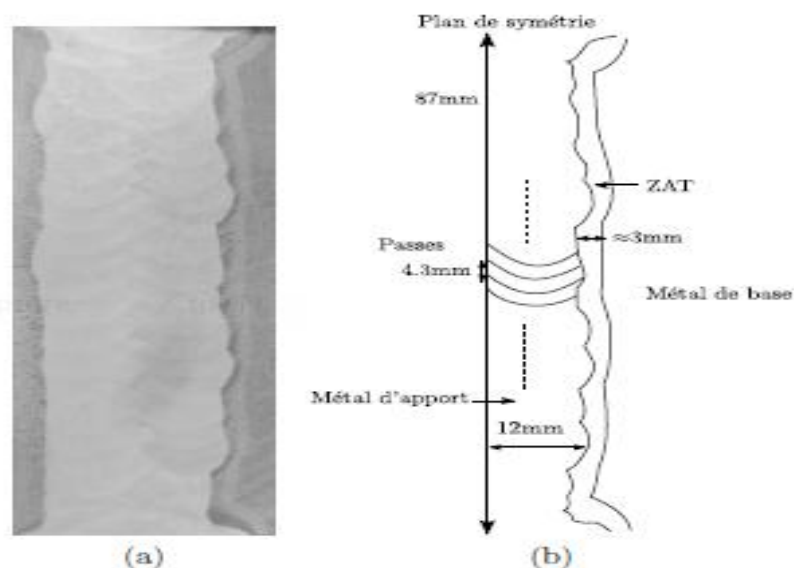 Plan de symétrie
87mm
ZAT
≈3mm
Passes
4.3mm
Métal de base
Métal d'apport
12mm
(a)
(b)